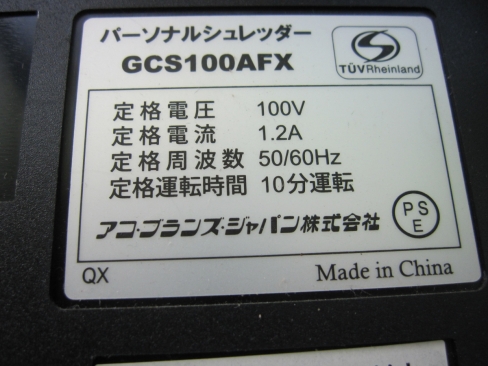 パーソナルシュレッダー
GCS100AFX
TÜVRheinland
定格電圧 100V
定格電流 1.2A
定格周波数 50/60Hz
定格運転時間 10分運転
アコ・ブランズ・ジャパン株式会社
PS
E
QX
Made in China